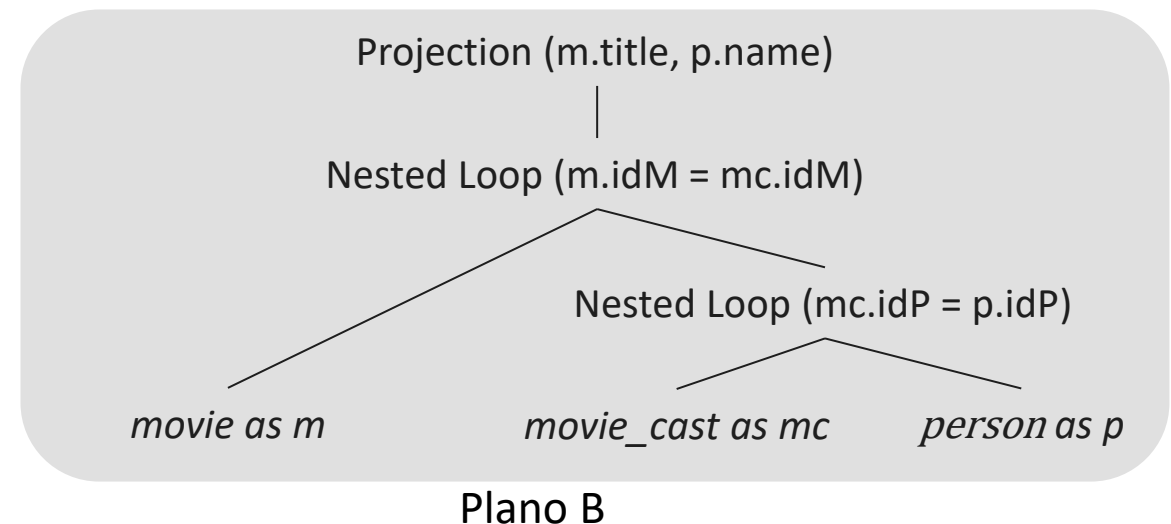 Projection (m.title, p.name)
Nested Loop (m.idM = mc.idM)
Nested Loop (mc.idP = p.idP)
movie as m
movie_cast as mc
person as p
Plano B